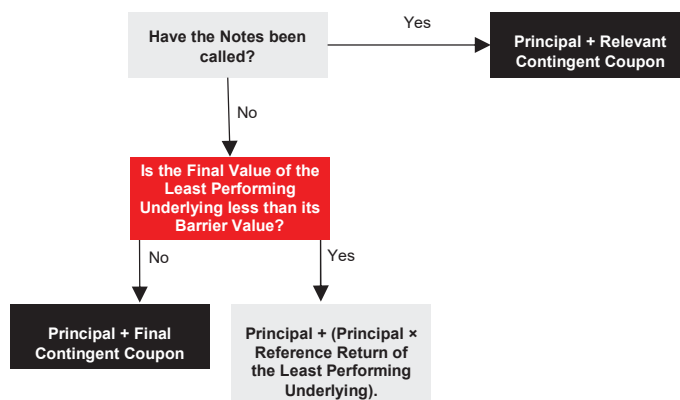 Have the Notes been
called?
Yes
Principal + Relevant
Contingent Coupon
No
Is the Final Value of the
Least Performing
Underlying less than its
Barrier Value?
No
Yes
Principal + Final
Contingent Coupon
Principal + (Principal ×
Reference Return of
the Least Performing
Underlying).